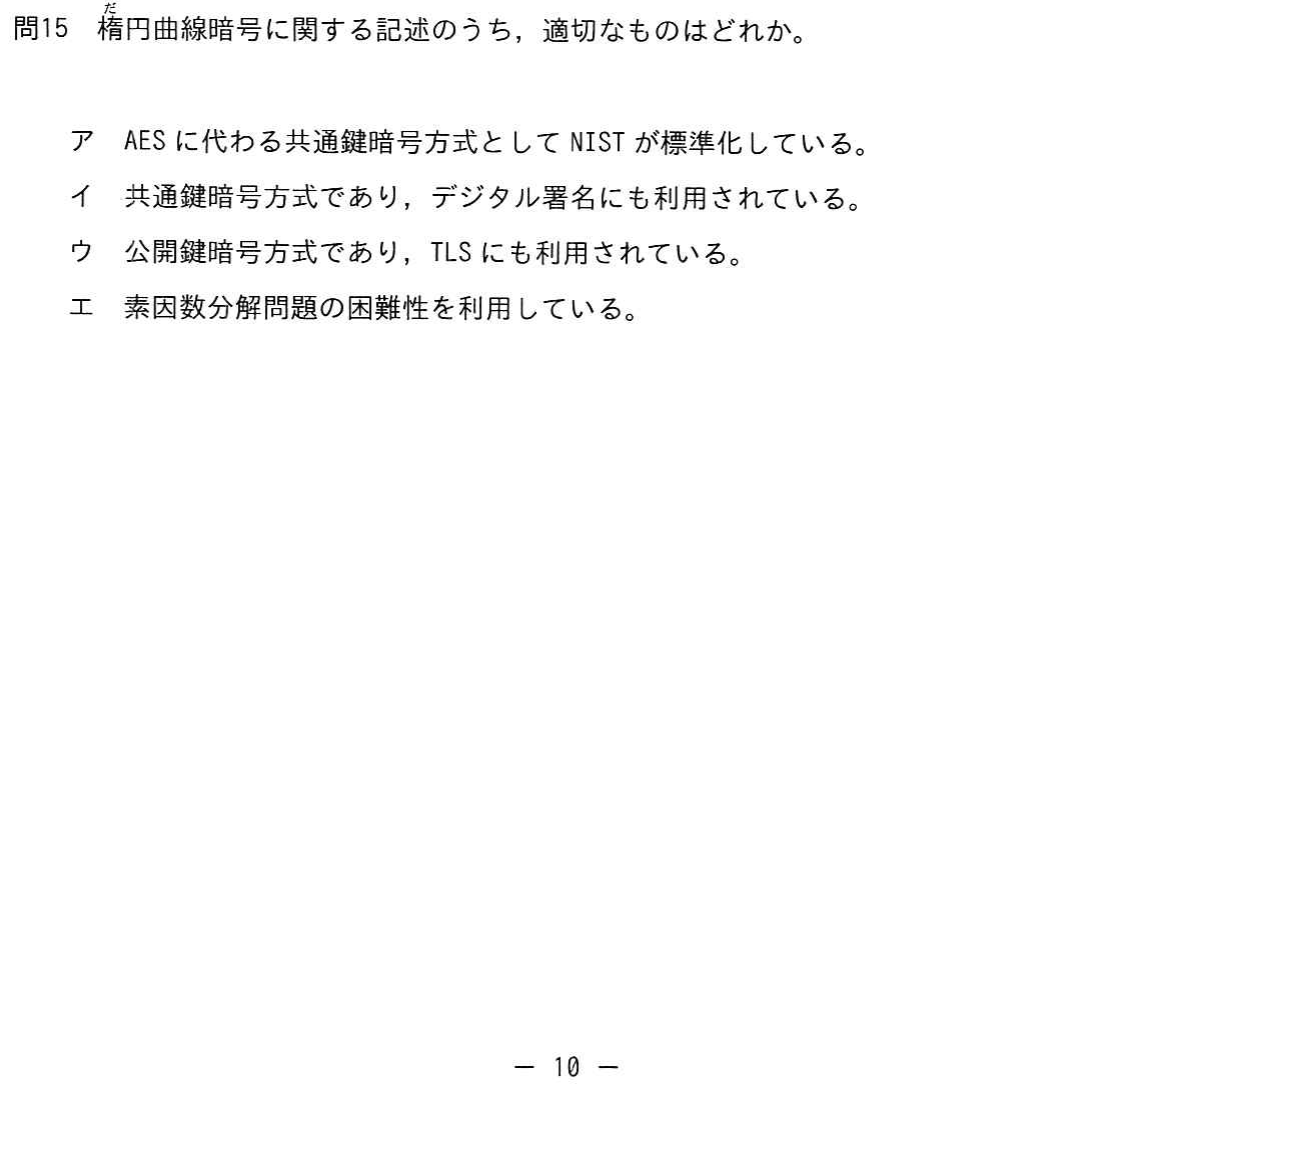 だ
問15　楕円曲線暗号に関する記述のうち，適切なものはどれか。
ア　AES に代わる共通鍵暗号方式として NIST が標準化している。
イ　共通鍵暗号方式であり，デジタル署名にも利用されている。
ウ　公開鍵暗号方式であり，TLS にも利用されている。
エ　素因数分解問題の困難性を利用している。
－ 10 －